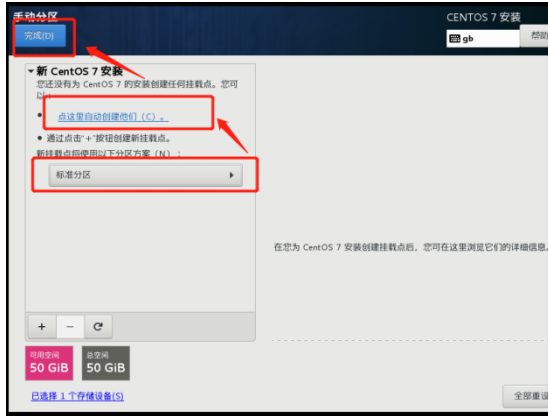 手动分区
CENTOS 7 安装
完成(D)
gb
帮助
新 CentOS 7 安装
您还没有为 CentOS 7 的安装创建任何挂载点。您可
以：
点这里自动创建他们（C）。
通过点击"+"按钮创建新挂载点。
新挂载点将使用以下分区方案（N）：
标准分区
在您为 CentOS 7 安装创建挂载点后，您可在这里浏览它们的详细信息。
+ − 
可用空间
50 GiB
总空间
50 GiB
已选择 1 个存储设备(S)
全部重设